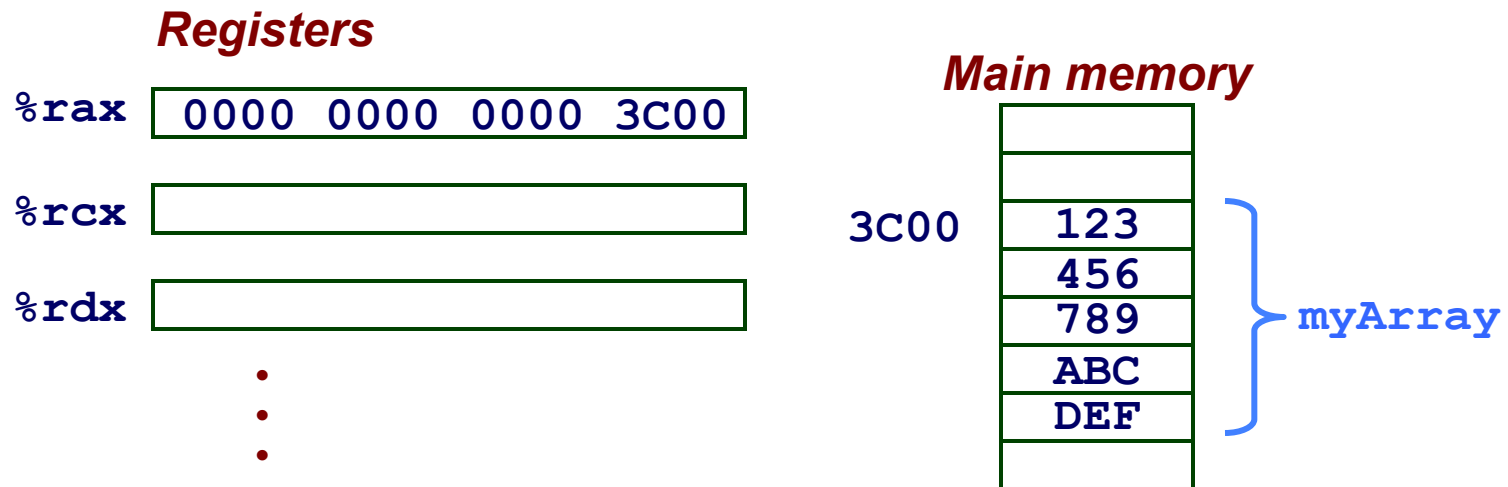 Registers
%rax 0000 0000 0000 3C00
%rcx
%rdx
Main memory
3C00 123
456
789
ABC
DEF
myArray